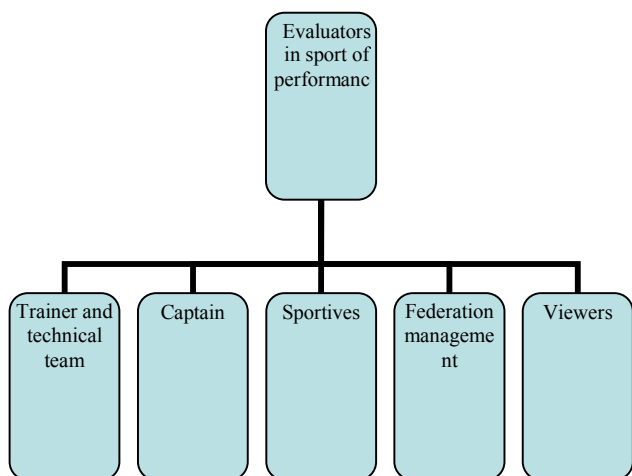 Evaluators
in sport of
performanc
Trainer and
technical
team
Captain
Sportives
Federation
manageme
nt
Viewers